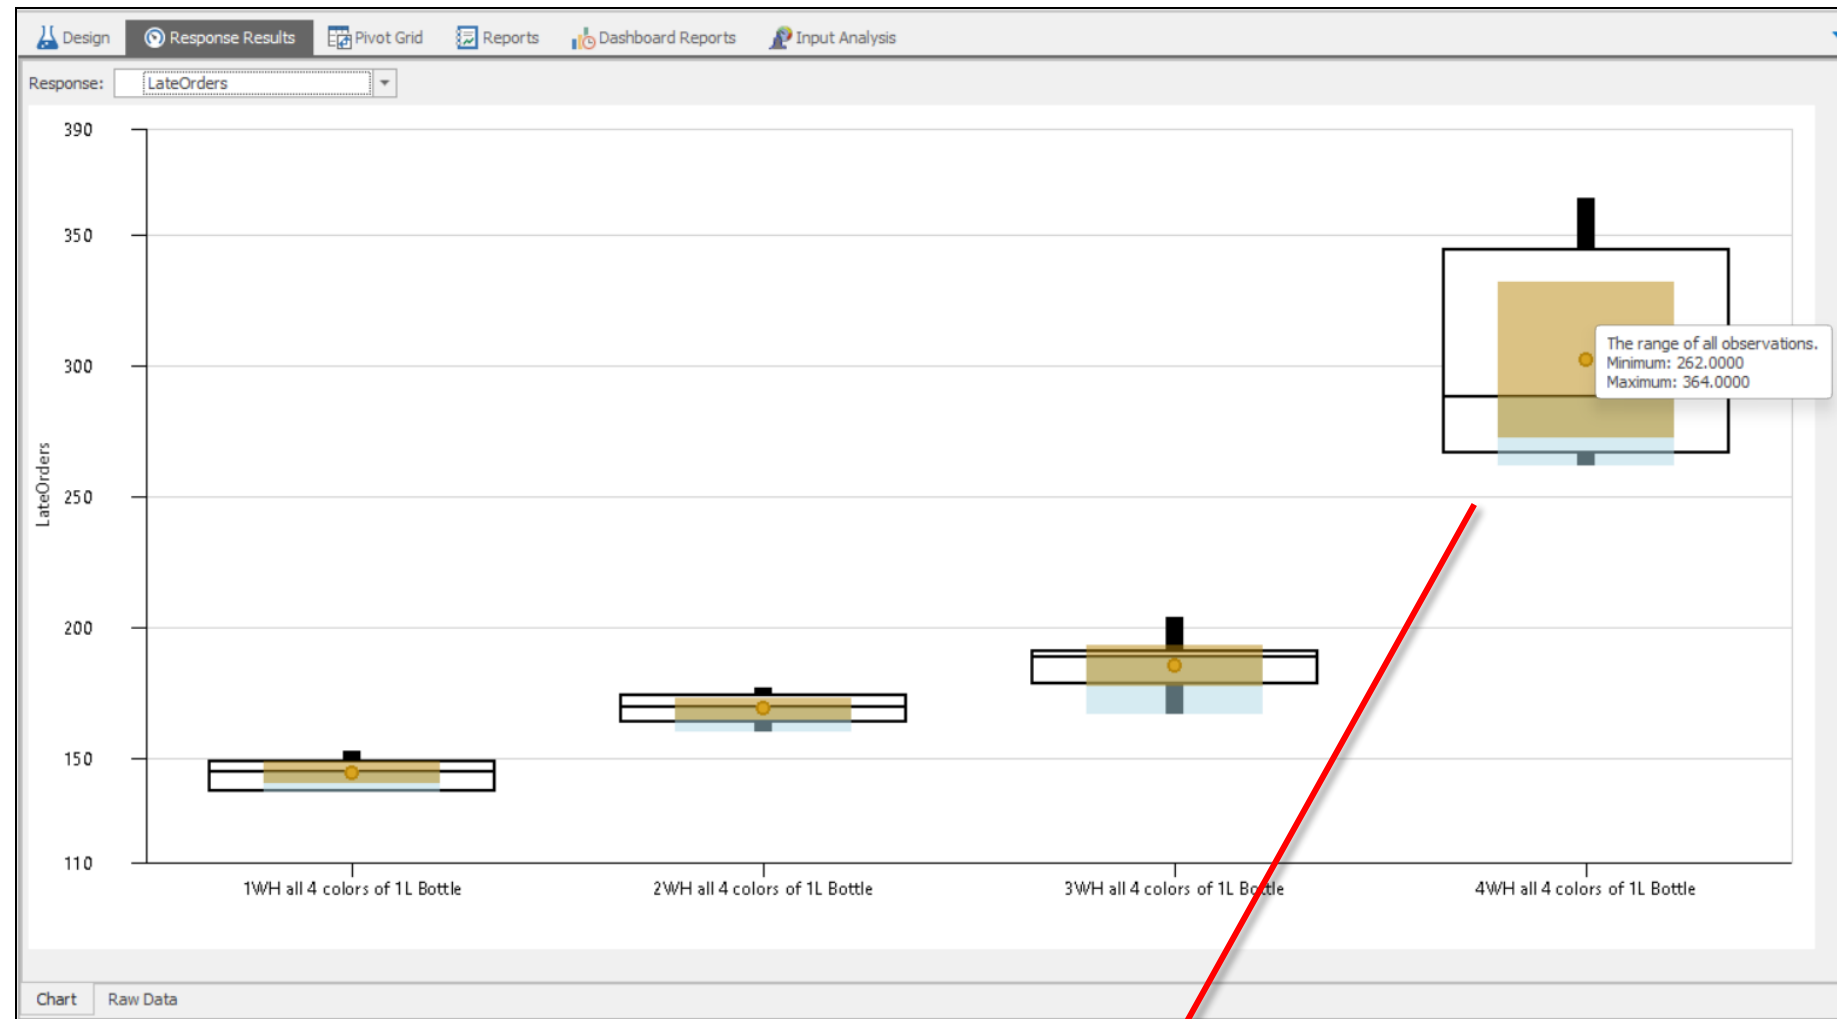 Design Response Results Pivot Grid Reports Dashboard Reports Input Analysis
Response: LateOrders
390
350
300
250
200
150
110
LateOrders
The range of all observations.
Minimum: 262.0000
Maximum: 364.0000
1WH all 4 colors of 1L Bottle 2WH all 4 colors of 1L Bottle 3WH all 4 colors of 1L Bottle 4WH all 4 colors of 1L Bottle
Chart Raw Data